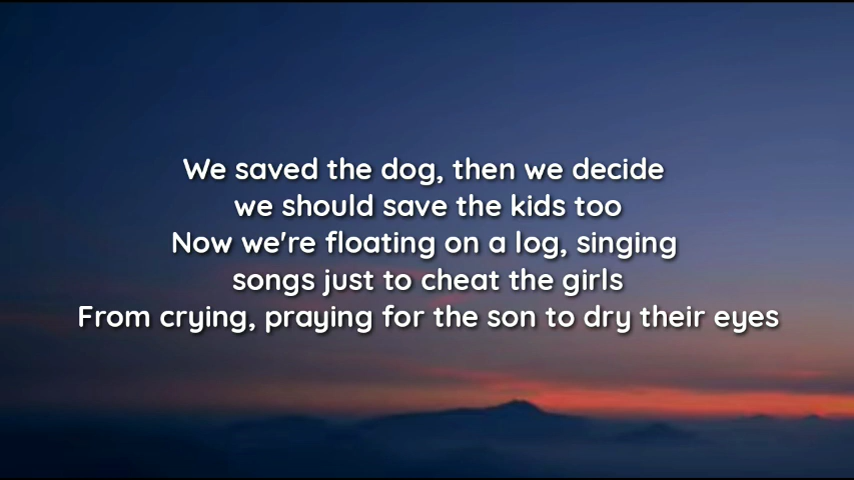 We saved the dog, then we decide
we should save the kids too
Now we're floating on a log, singing
songs just to cheat the girls
From crying, praying for the son to dry their eyes